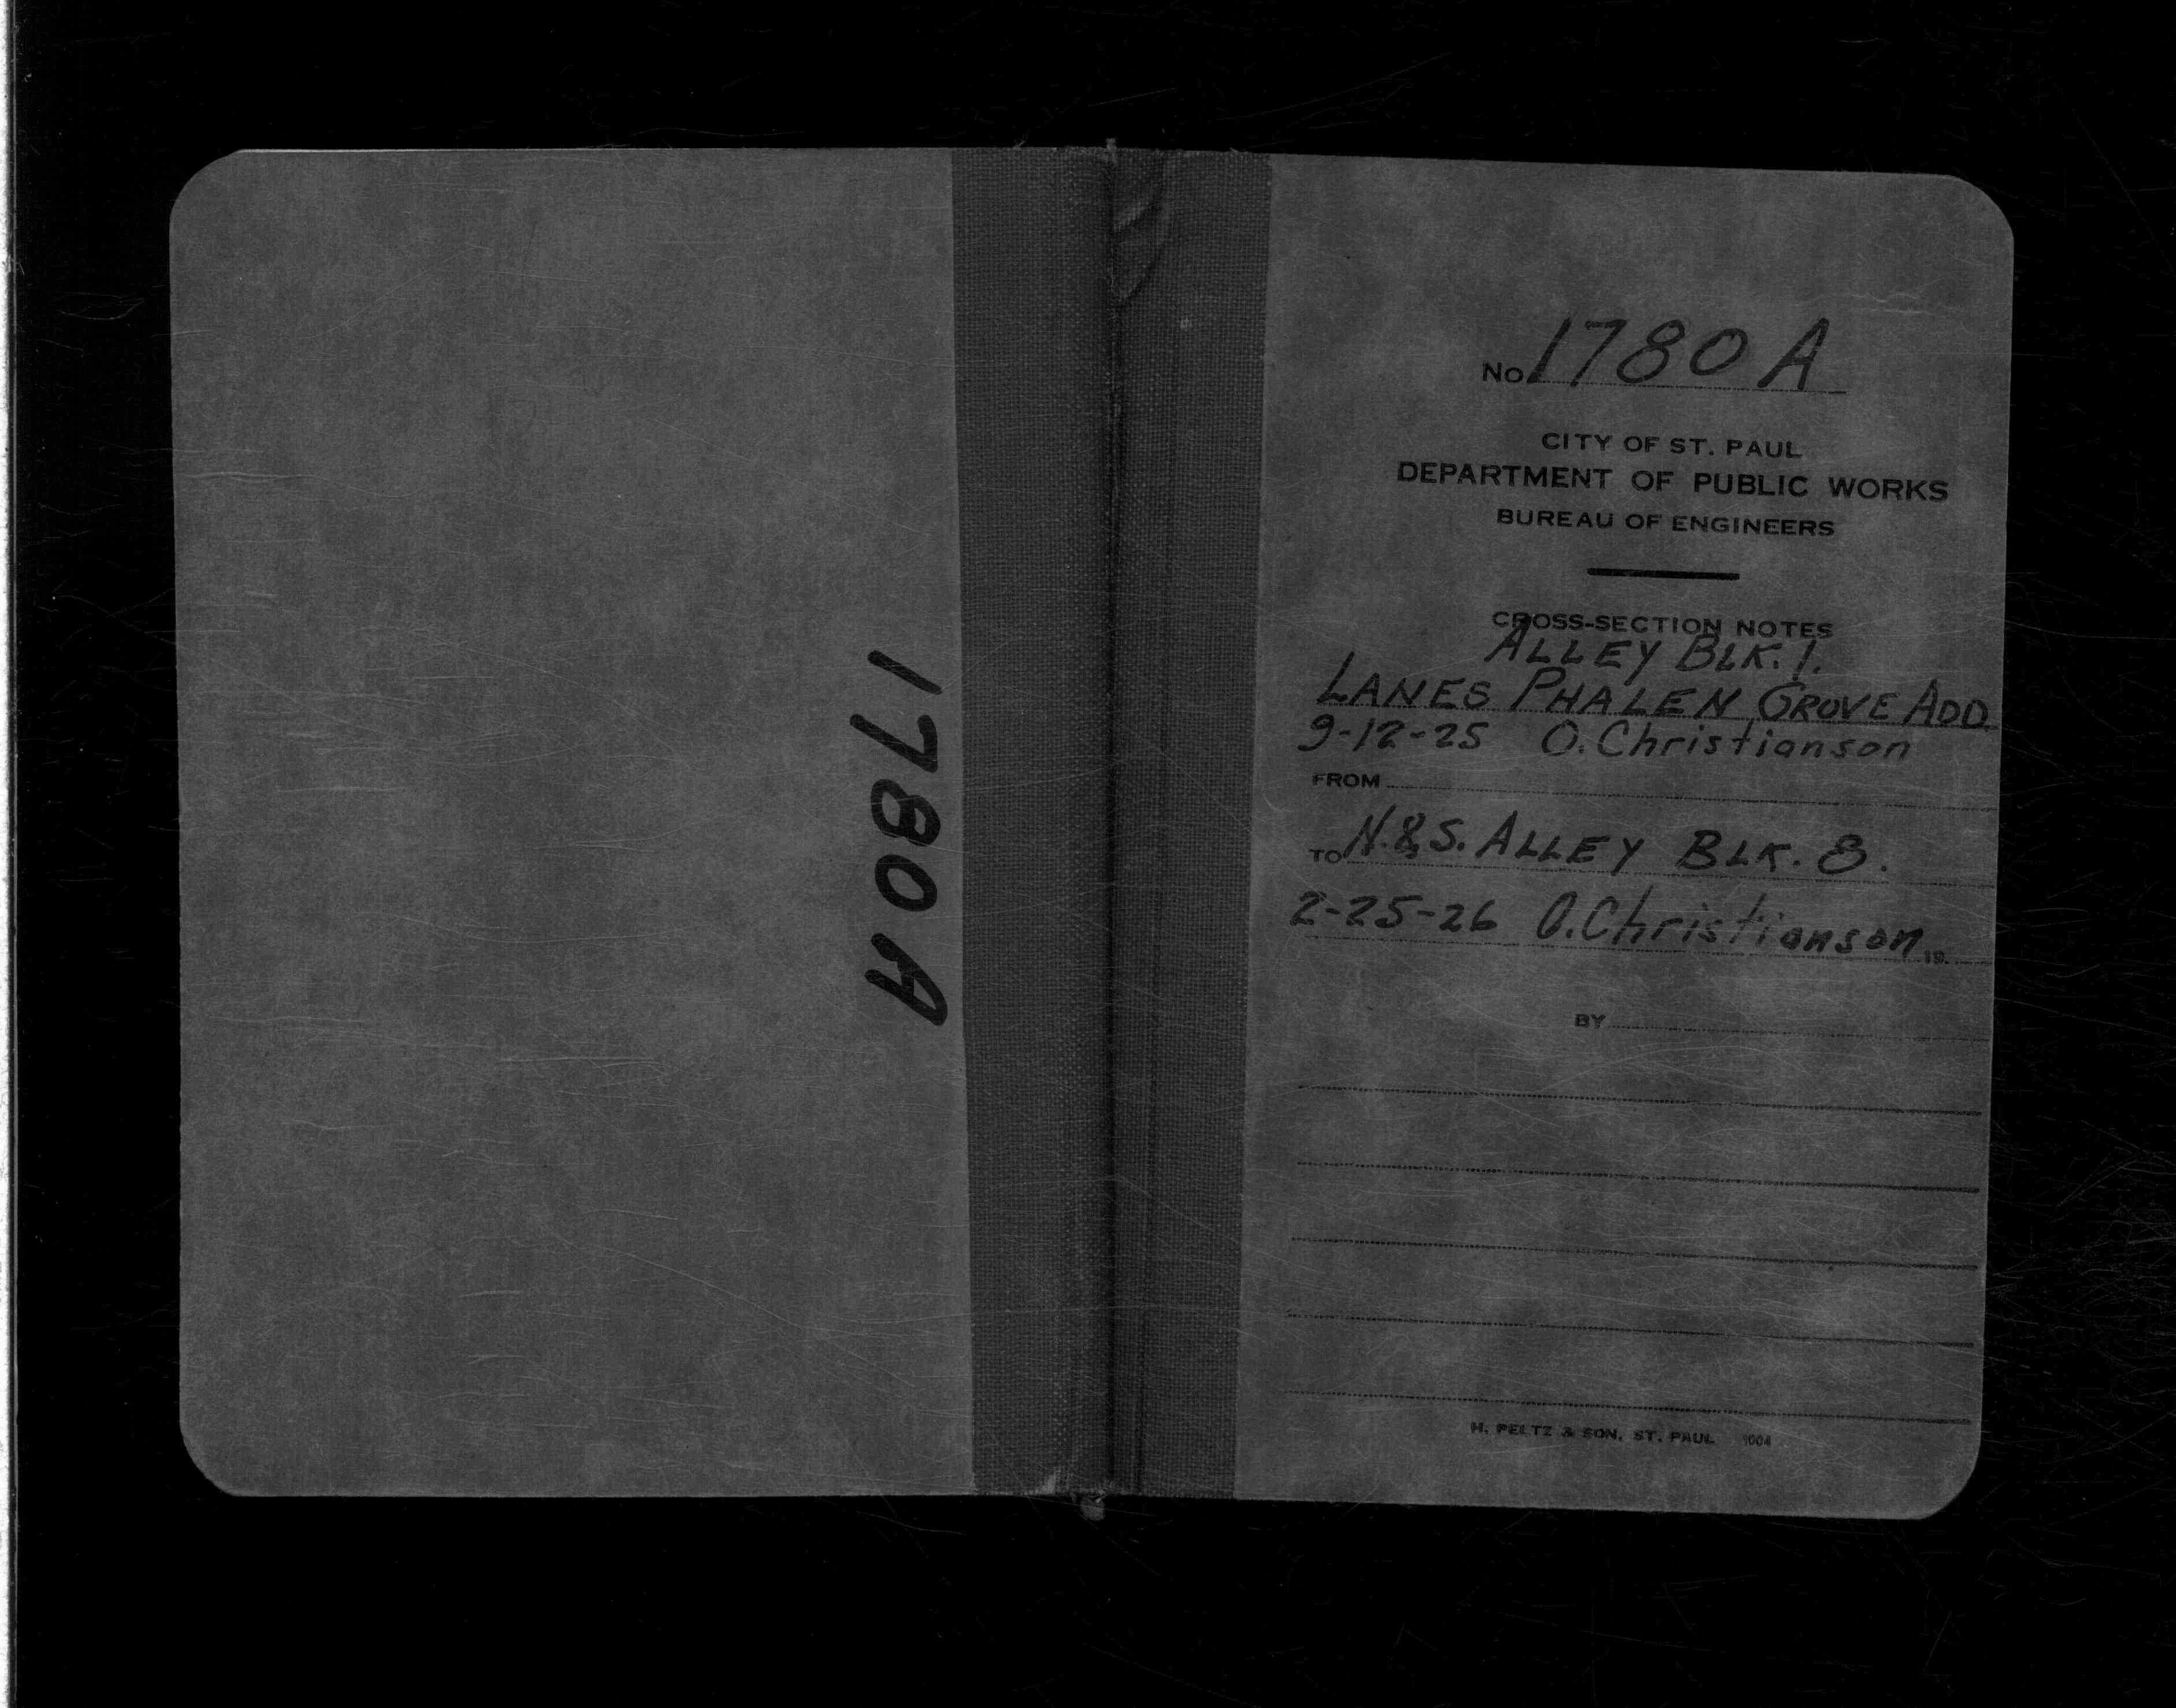 1780 A
No 1780 A
CITY OF ST. PAUL
DEPARTMENT OF PUBLIC WORKS
BUREAU OF ENGINEERS
CROSS-SECTION NOTES
ALLEY BLK. 1.
LANES PHALEN GROVE ADD
9-12-25 O. Christianson
FROM
TO N. & S. ALLEY BLK. 8.
2-25-26 O. Christianson 19
BY
H. PELTZ & SON, ST. PAUL 1004